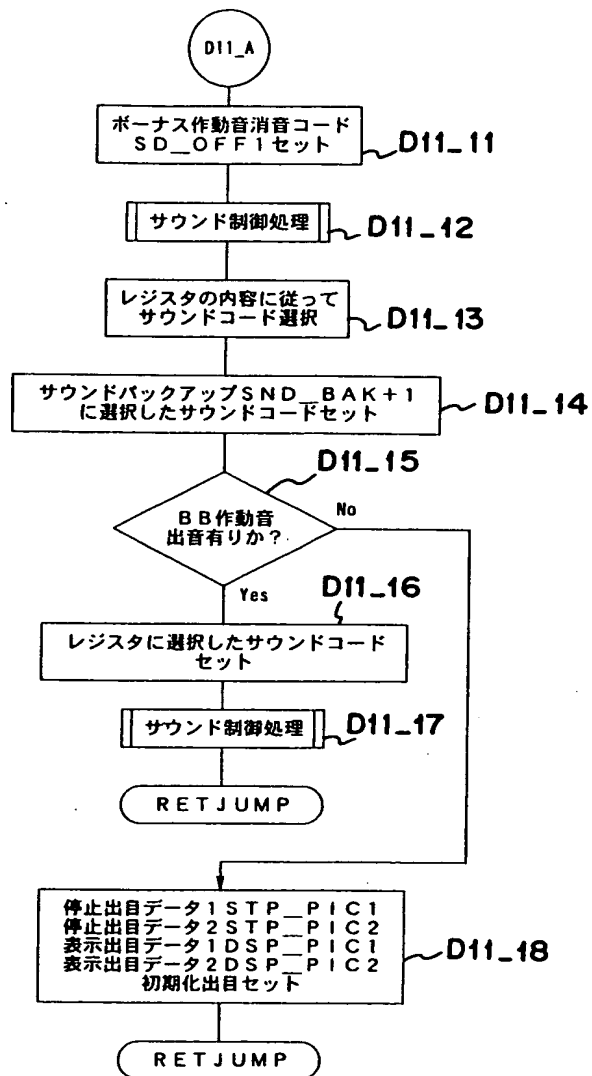 D11_A
ボーナス作動音消音コード
SD__OFF1セット
D11_11
サウンド制御処理
D11_12
レジスタの内容に従って
サウンドコード選択
D11_13
サウンドバックアップSND__BAK+1
に選択したサウンドコードセット
D11_14
D11_15
BB作動音
出音有りか?
No
Yes
D11_16
レジスタに選択したサウンドコード
セット
サウンド制御処理
D11_17
RETJUMP
停止出目データ1STP__PIC1
停止出目データ2STP__PIC2
表示出目データ1DSP__PIC1
表示出目データ2DSP__PIC2
初期化出目セット
D11_18
RETJUMP